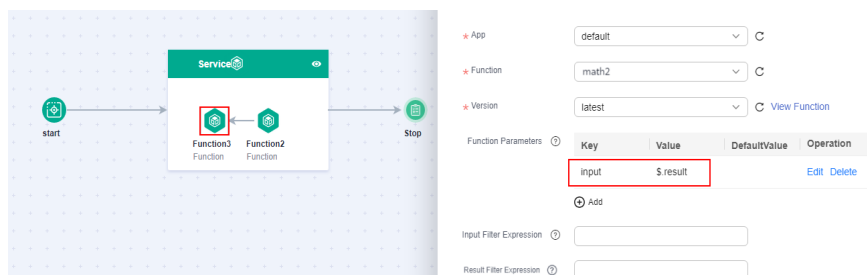 Service
start
Function3 Function2
Function Function
Stop
* App default
* Function math2
* Version latest View Function
Function Parameters ? Key Value DefaultValue Operation
input $.result Edit Delete
Add
Input Filter Expression ?
Result Filter Expression ?